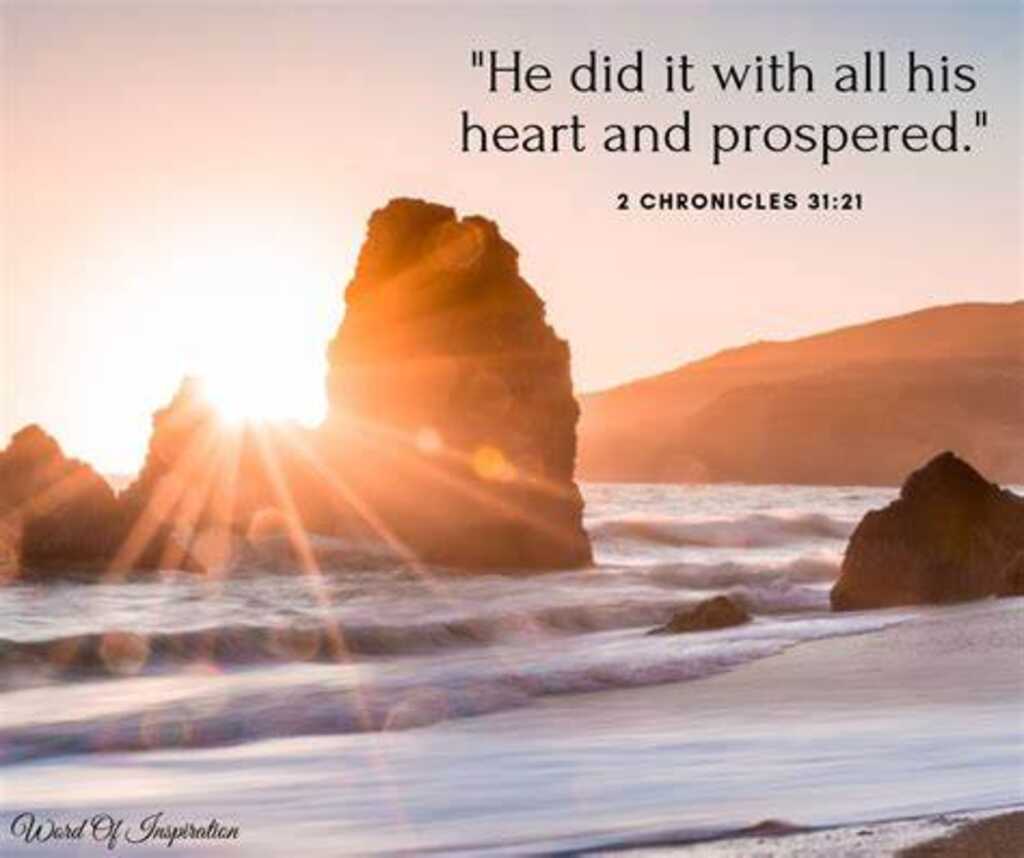 "He did it with all his
heart and prospered."
2 CHRONICLES 31:21
Word Of Inspiration